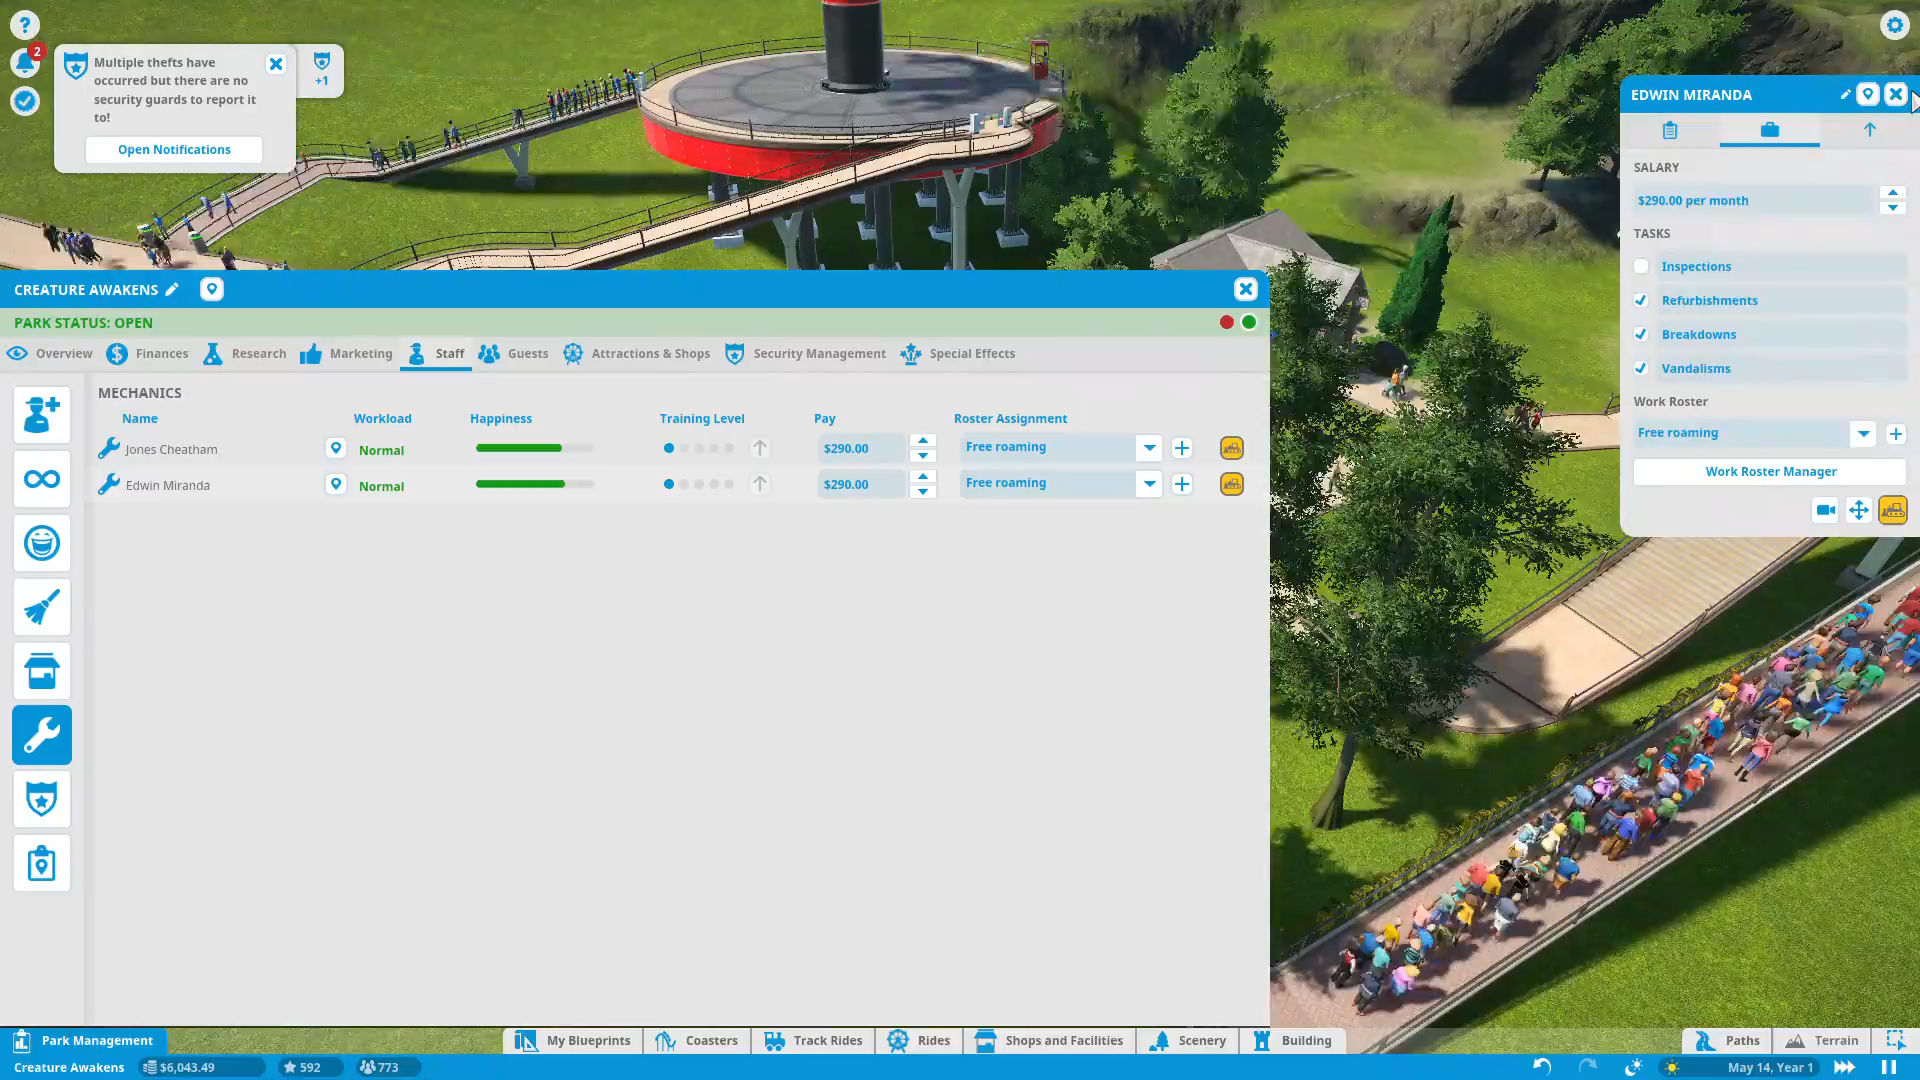 ?
2
Multiple thefts have
occurred but there are no
security guards to report it
to!
Open Notifications
+1
CREATURE AWAKENS
PARK STATUS: OPEN
Overview Finances Research Marketing Staff Guests Attractions & Shops Security Management Special Effects
MECHANICS
Name Workload Happiness Training Level Pay Roster Assignment
Jones Cheatham Normal $290.00 Free roaming
Edwin Miranda Normal $290.00 Free roaming
EDWIN MIRANDA
SALARY
$290.00 per month
TASKS
Inspections
Refurbishments
Breakdowns
Vandalisms
Work Roster
Free roaming
Work Roster Manager
Park Management My Blueprints Coasters Track Rides Rides Shops and Facilities Scenery Building Paths Terrain
Creature Awakens $6,043.49 592 773 May 14, Year 1